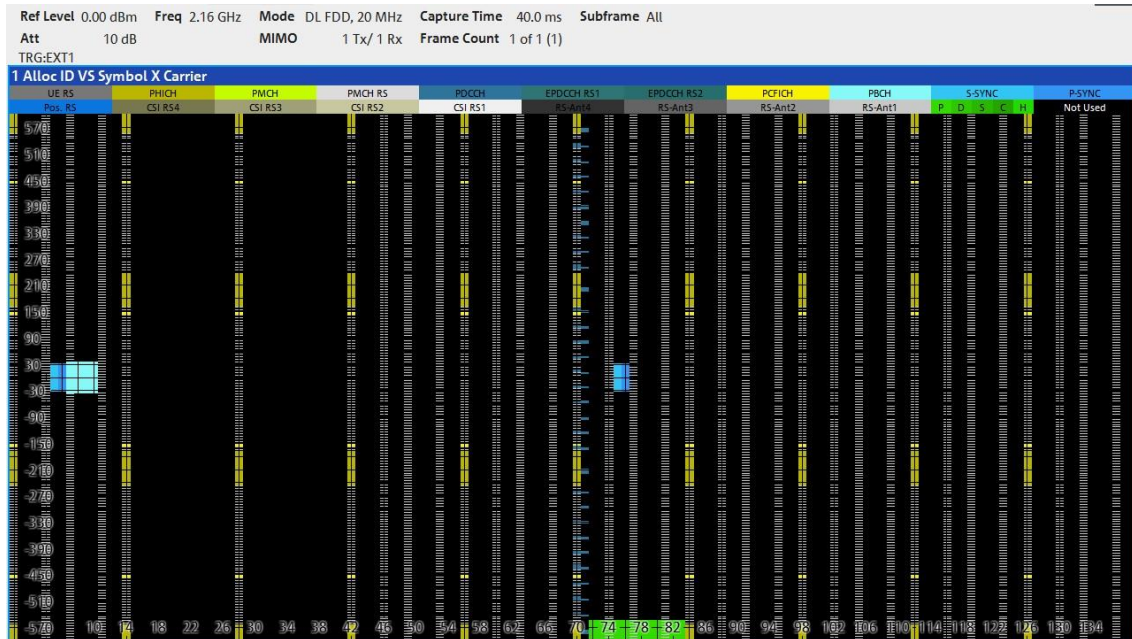 Ref Level 0.00 dBm Freq 2.16 GHz Mode DL FDD, 20 MHz Capture Time 40.0 ms Subframe All
Att 10 dB MIMO 1 Tx/ 1 Rx Frame Count 1 of 1 (1)
TRG:EXT1
1 Alloc ID VS Symbol X Carrier
UE RS PHICH PMCH PMCH RS PDCCH EPDCCH RS1 EPDCCH RS2 PCFICH PBCH S-SYNC P-SYNC
Pos. RS CSI RS4 CSI RS3 CSI RS2 CSI RS1 RS-Ant4 RS-Ant3 RS-Ant2 RS-Ant1 P D S C H Not Used
570
510
450
390
330
270
210
150
90
30
-30
-90
-150
-210
-270
-330
-390
-450
-510
-570 10 14 18 22 26 30 34 38 42 46 50 54 58 62 66 70 74 78 82 86 90 94 98 102 106 110 114 118 122 126 130 134